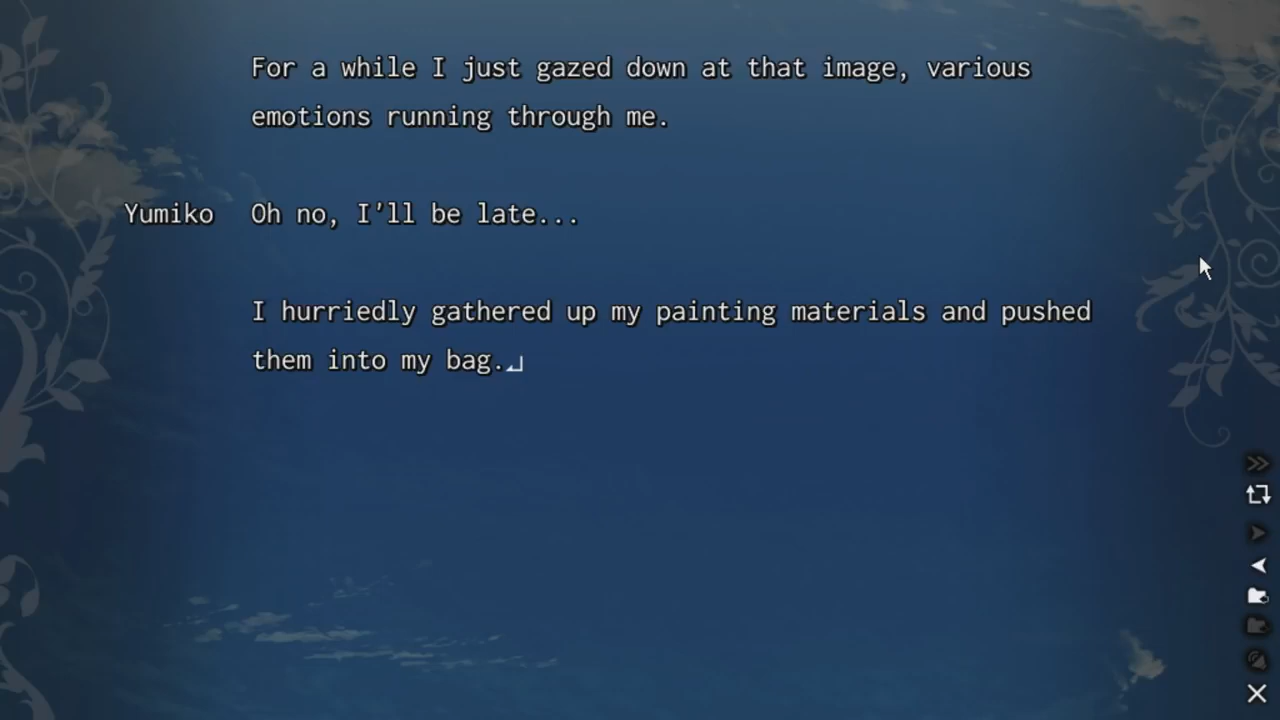 For a while I just gazed down at that image, various
emotions running through me.
Yumiko Oh no, I'll be late...
I hurriedly gathered up my painting materials and pushed
them into my bag.